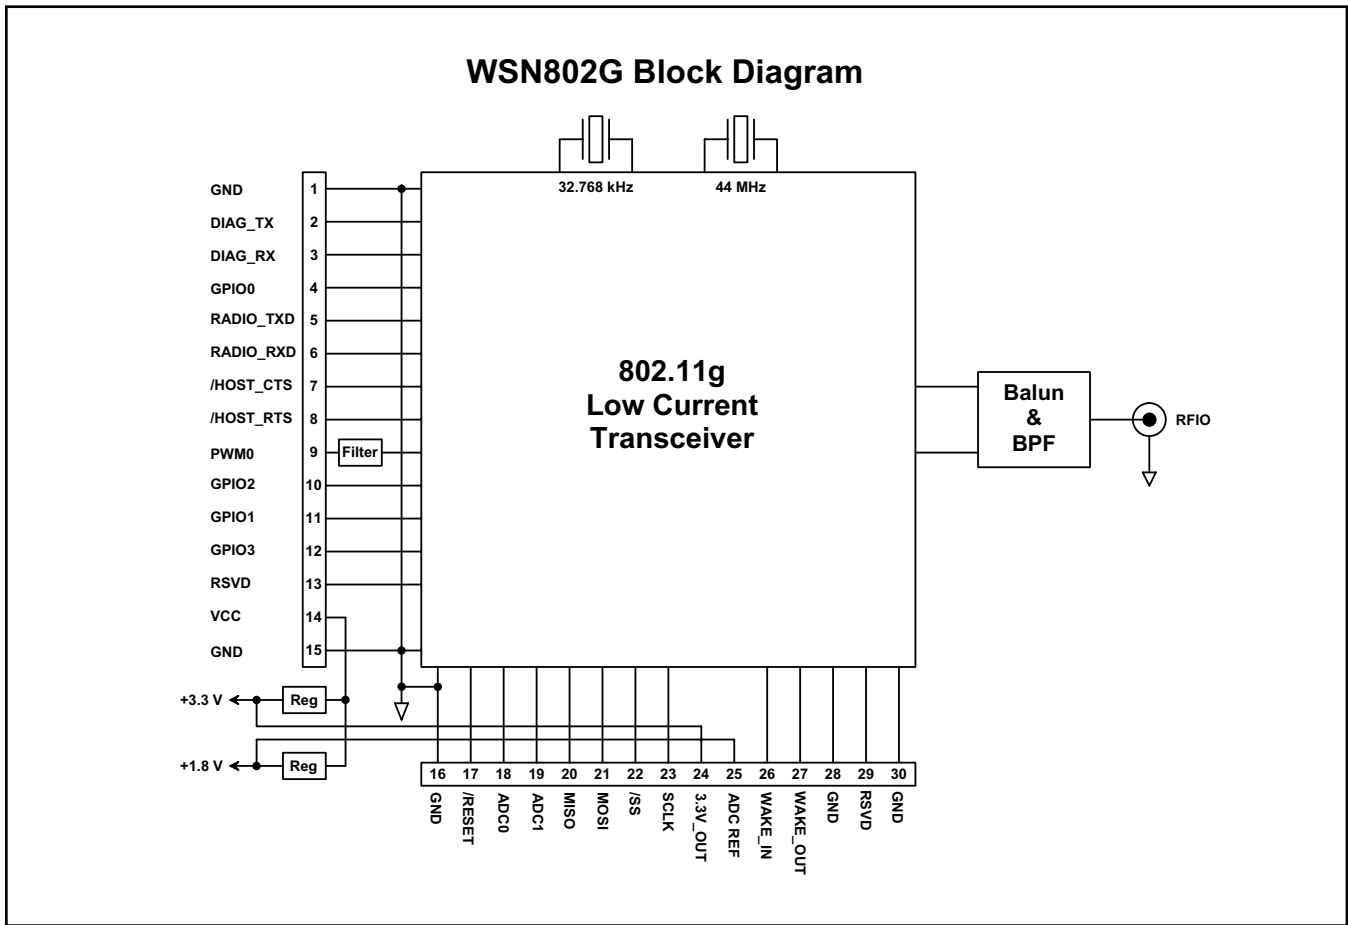 WSN802G Block Diagram
32.768 kHz
44 MHz
GND 1
DIAG_TX 2
DIAG_RX 3
GPIO0 4
RADIO_TXD 5
RADIO_RXD 6
/HOST_CTS 7
/HOST_RTS 8
PWM0 9 Filter
GPIO2 10
GPIO1 11
GPIO3 12
RSVD 13
VCC 14
GND 15
802.11g
Low Current
Transceiver
Balun
&
BPF
RFIO
+3.3 V Reg
+1.8 V Reg
16 17 18 19 20 21 22 23 24 25 26 27 28 29 30
GND
/RESET
ADC0
ADC1
MISO
MOSI
/SS
SCLK
3.3V_OUT
ADC REF
WAKE_IN
WAKE_OUT
GND
RSVD
GND